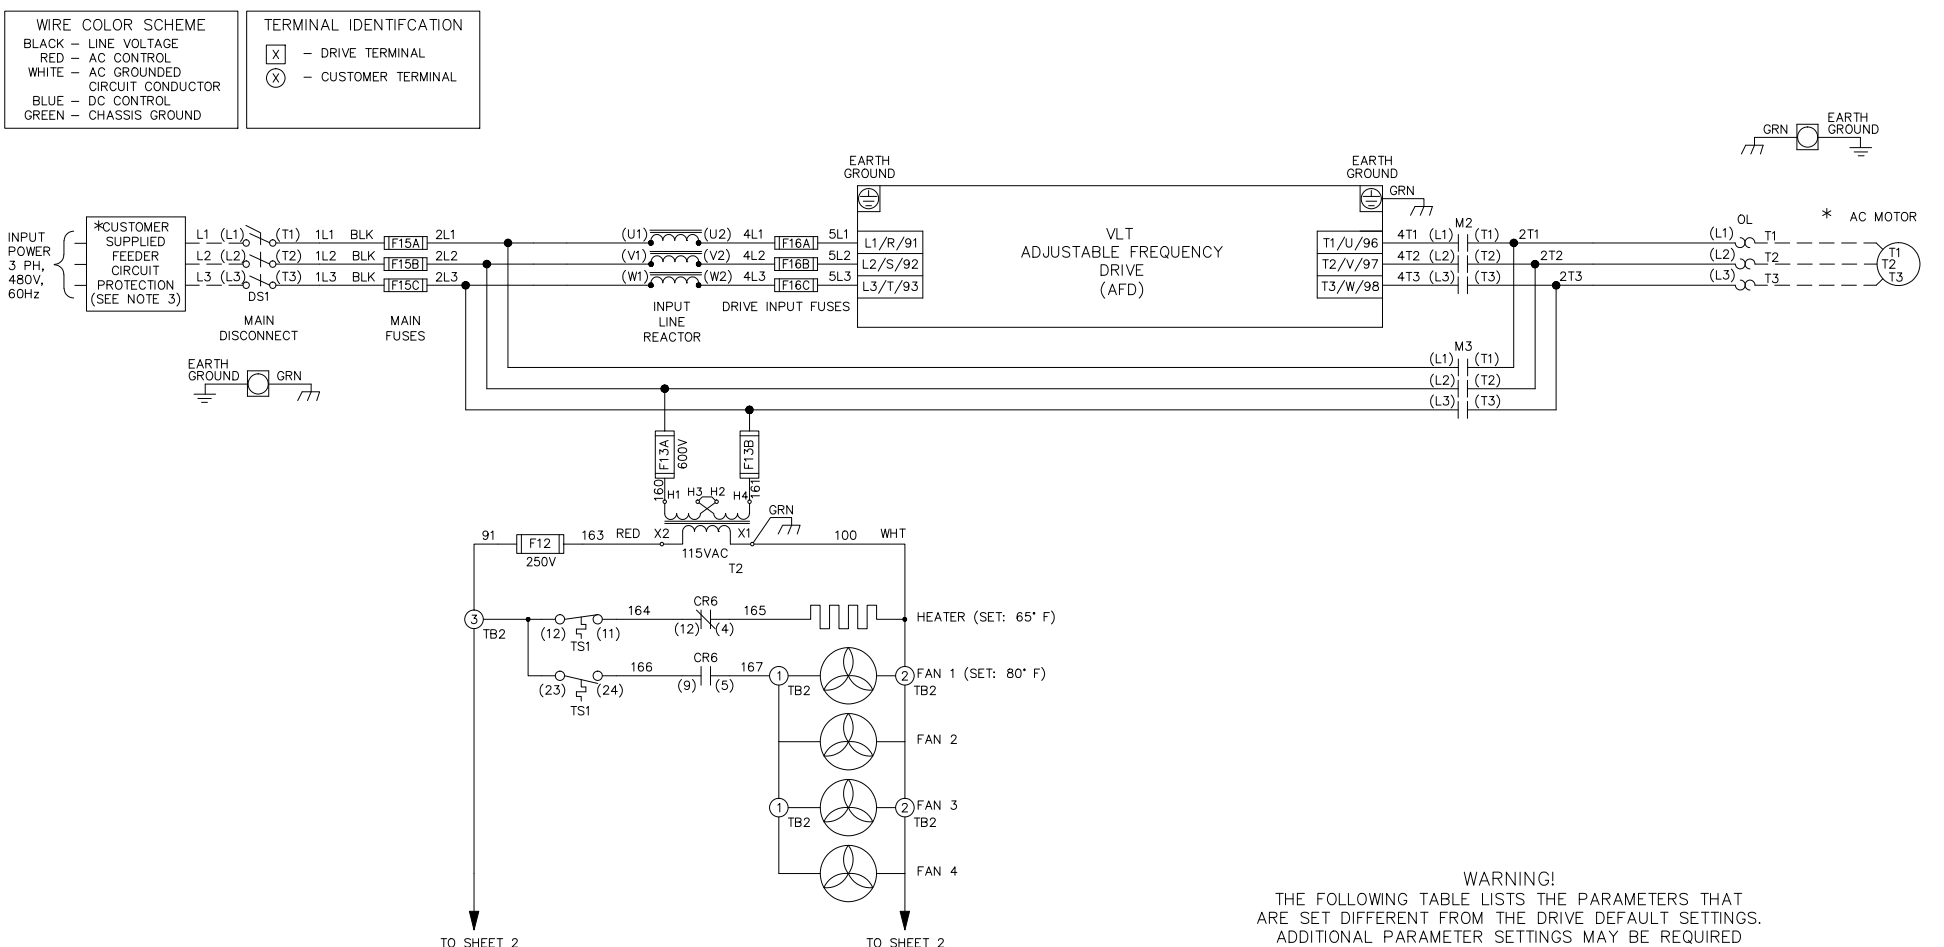 WIRE COLOR SCHEME
BLACK – LINE VOLTAGE
RED – AC CONTROL
WHITE – AC GROUNDED
CIRCUIT CONDUCTOR
BLUE – DC CONTROL
GREEN – CHASSIS GROUND
TERMINAL IDENTIFCATION
X – DRIVE TERMINAL
X – CUSTOMER TERMINAL
GRN
EARTH
GROUND
INPUT
POWER
3 PH,
480V,
60Hz
*CUSTOMER
SUPPLIED
FEEDER
CIRCUIT
PROTECTION
(SEE NOTE 3)
L1 (L1) (T1) 1L1 BLK F15A 2L1
L2 (L2) (T2) 1L2 BLK F15B 2L2
L3 (L3) (T3) 1L3 BLK F15C 2L3
DS1
MAIN
DISCONNECT
MAIN
FUSES
EARTH
GROUND
GRN
(U1) (U2) 4L1 F16A 5L1
(V1) (V2) 4L2 F16B 5L2
(W1) (W2) 4L3 F16C 5L3
INPUT
LINE
REACTOR
DRIVE INPUT FUSES
EARTH
GROUND
L1/R/91
L2/S/92
L3/T/93
VLT
ADJUSTABLE FREQUENCY
DRIVE
(AFD)
EARTH
GROUND
GRN
T1/U/96
T2/V/97
T3/W/98
M2
4T1 (L1) (T1) 2T1
4T2 (L2) (T2) 2T2
4T3 (L3) (T3) 2T3
OL
(L1) T1
(L2) T2
(L3) T3
* AC MOTOR
T1
T2
T3
M3
(L1) (T1)
(L2) (T2)
(L3) (T3)
F13A
600V
F13B
160
161
H1 H3 H2 H4
GRN
91 F12 163 RED X2 X1 100 WHT
250V
115VAC
T2
3
TB2
(12) (11)
TS1
164
CR6
(12) (4)
165
HEATER (SET: 65° F)
(23) (24)
TS1
166
CR6
(9) (5)
167
1
TB2
2
TB2
FAN 1 (SET: 80° F)
FAN 2
1
TB2
2
TB2
FAN 3
FAN 4
TO SHEET 2
TO SHEET 2
WARNING!
THE FOLLOWING TABLE LISTS THE PARAMETERS THAT
ARE SET DIFFERENT FROM THE DRIVE DEFAULT SETTINGS.
ADDITIONAL PARAMETER SETTINGS MAY BE REQUIRED